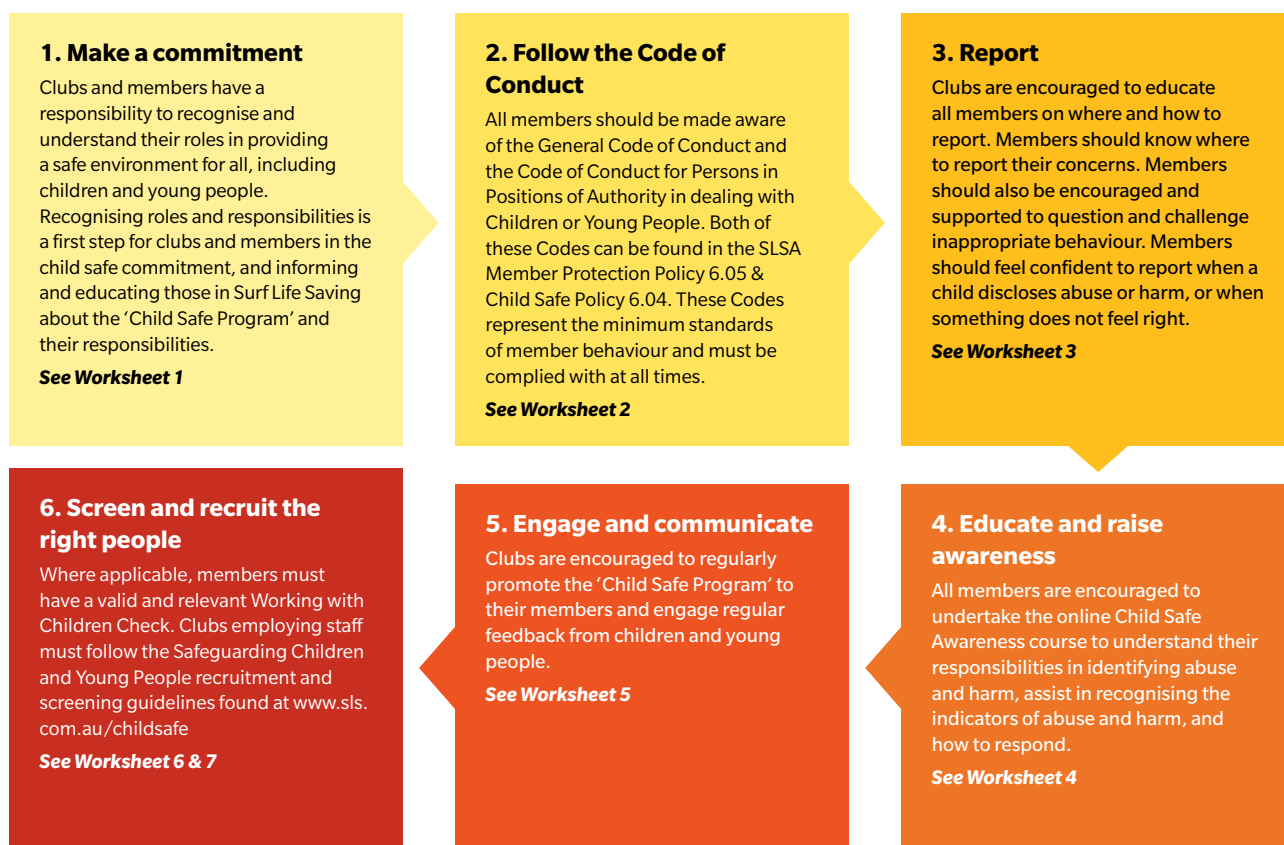 1. Make a commitment
Clubs and members have a
responsibility to recognise and
understand their roles in providing
a safe environment for all, including
children and young people.
Recognising roles and responsibilities is
a first step for clubs and members in the
child safe commitment, and informing
and educating those in Surf Life Saving
about the ‘Child Safe Program’ and
their responsibilities.
See Worksheet 1
2. Follow the Code of
Conduct
All members should be made aware
of the General Code of Conduct and
the Code of Conduct for Persons in
Positions of Authority in dealing with
Children or Young People. Both of
these Codes can be found in the SLSA
Member Protection Policy 6.05 &
Child Safe Policy 6.04. These Codes
represent the minimum standards
of member behaviour and must be
complied with at all times.
See Worksheet 2
3. Report
Clubs are encouraged to educate
all members on where and how to
report. Members should know where
to report their concerns. Members
should also be encouraged and
supported to question and challenge
inappropriate behaviour. Members
should feel confident to report when a
child discloses abuse or harm, or when
something does not feel right.
See Worksheet 3
4. Educate and raise
awareness
All members are encouraged to
undertake the online Child Safe
Awareness course to understand their
responsibilities in identifying abuse
and harm, assist in recognising the
indicators of abuse and harm, and
how to respond.
See Worksheet 4
5. Engage and communicate
Clubs are encouraged to regularly
promote the ‘Child Safe Program’ to
their members and engage regular
feedback from children and young
people.
See Worksheet 5
6. Screen and recruit the
right people
Where applicable, members must
have a valid and relevant Working with
Children Check. Clubs employing staff
must follow the Safeguarding Children
and Young People recruitment and
screening guidelines found at www.sls.
com.au/childsafe
See Worksheet 6 & 7